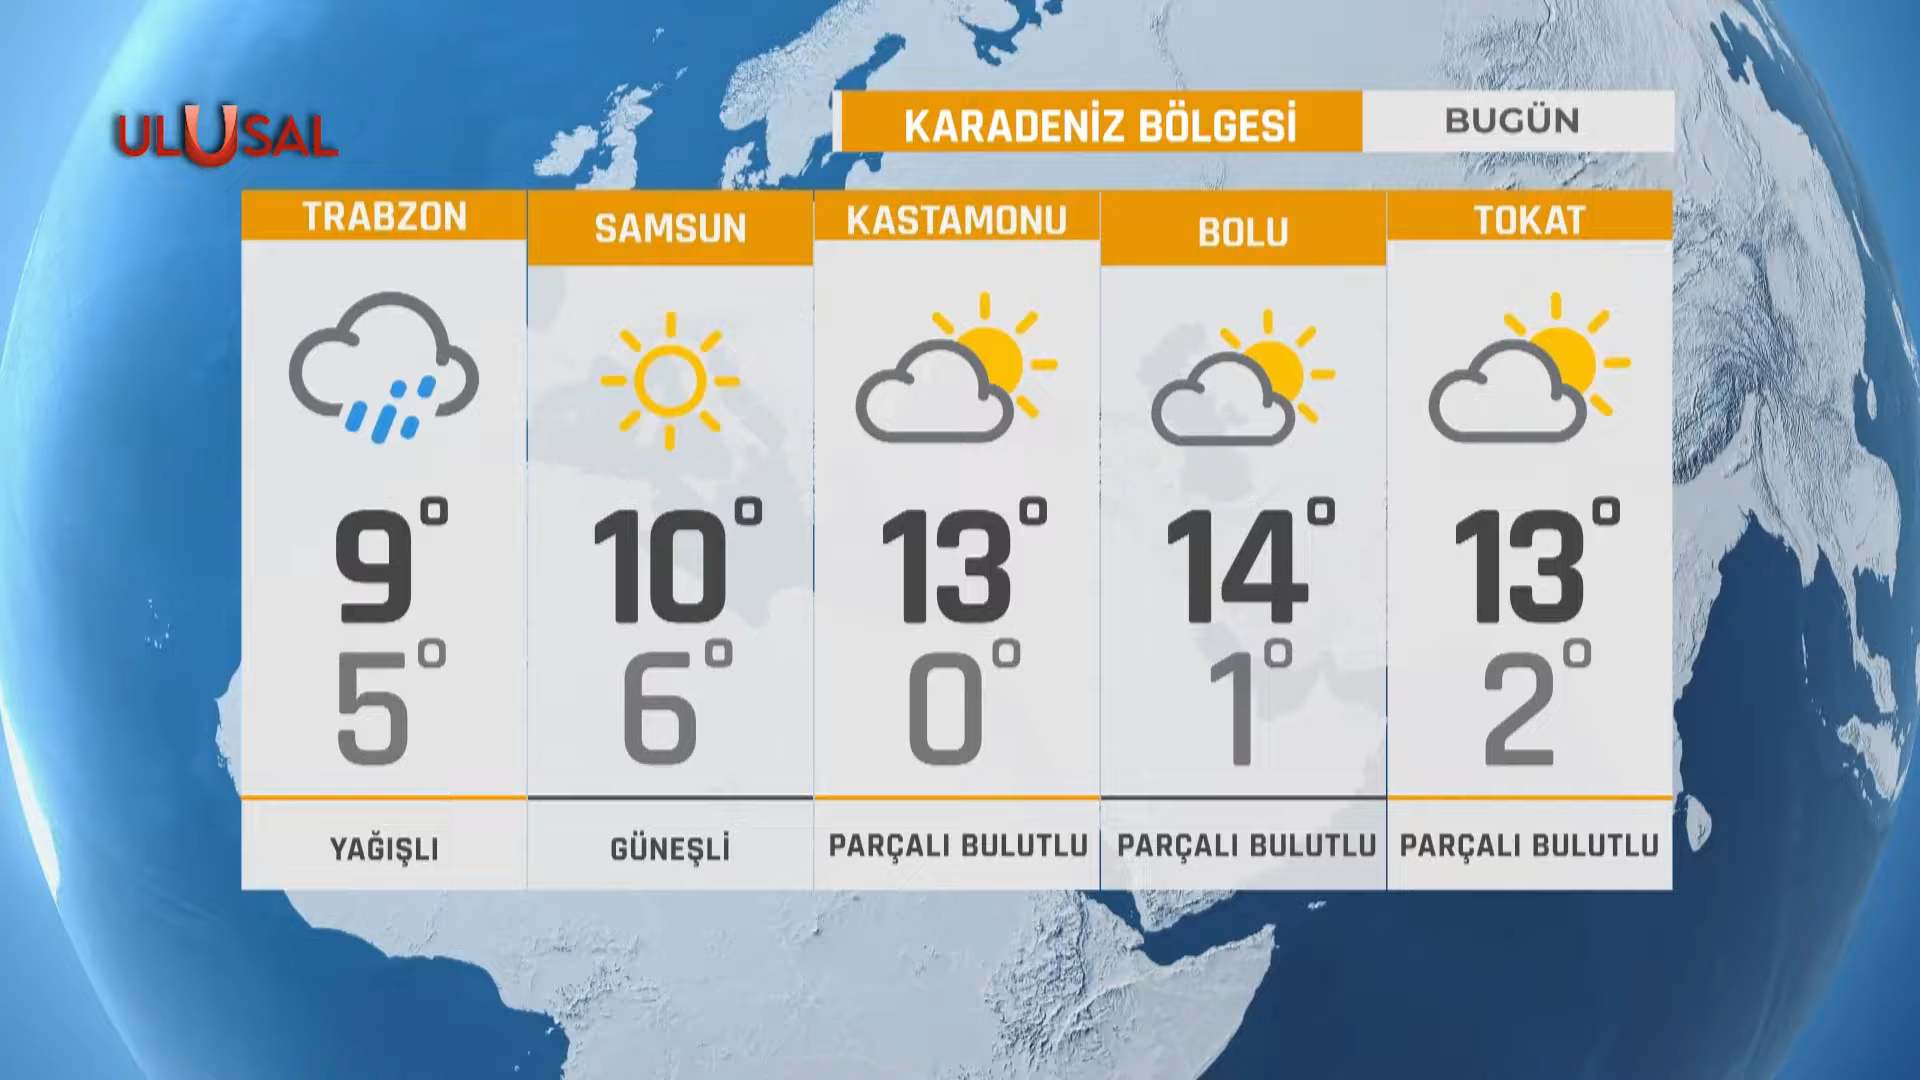 ULUSAL
KARADENİZ BÖLGESİ
BUGÜN
TRABZON
SAMSUN
KASTAMONU
BOLU
TOKAT
9°
10°
13°
14°
13°
5°
6°
0°
1°
2°
YAĞIŞLI
GÜNEŞLİ
PARÇALI BULUTLU
PARÇALI BULUTLU
PARÇALI BULUTLU